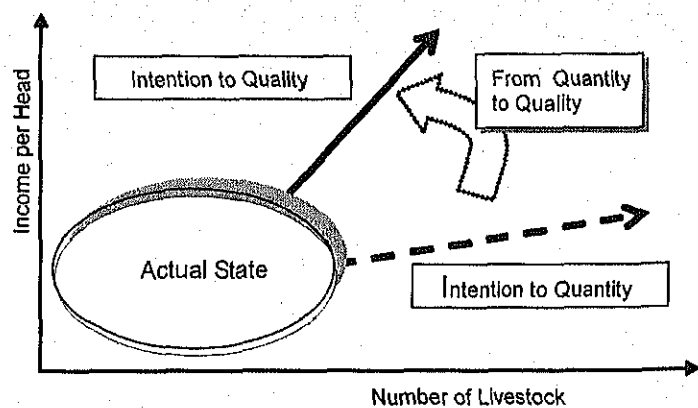 Income per Head
Intention to Quality
From Quantity
to Quality
Actual State
Intention to Quantity
Number of Livestock